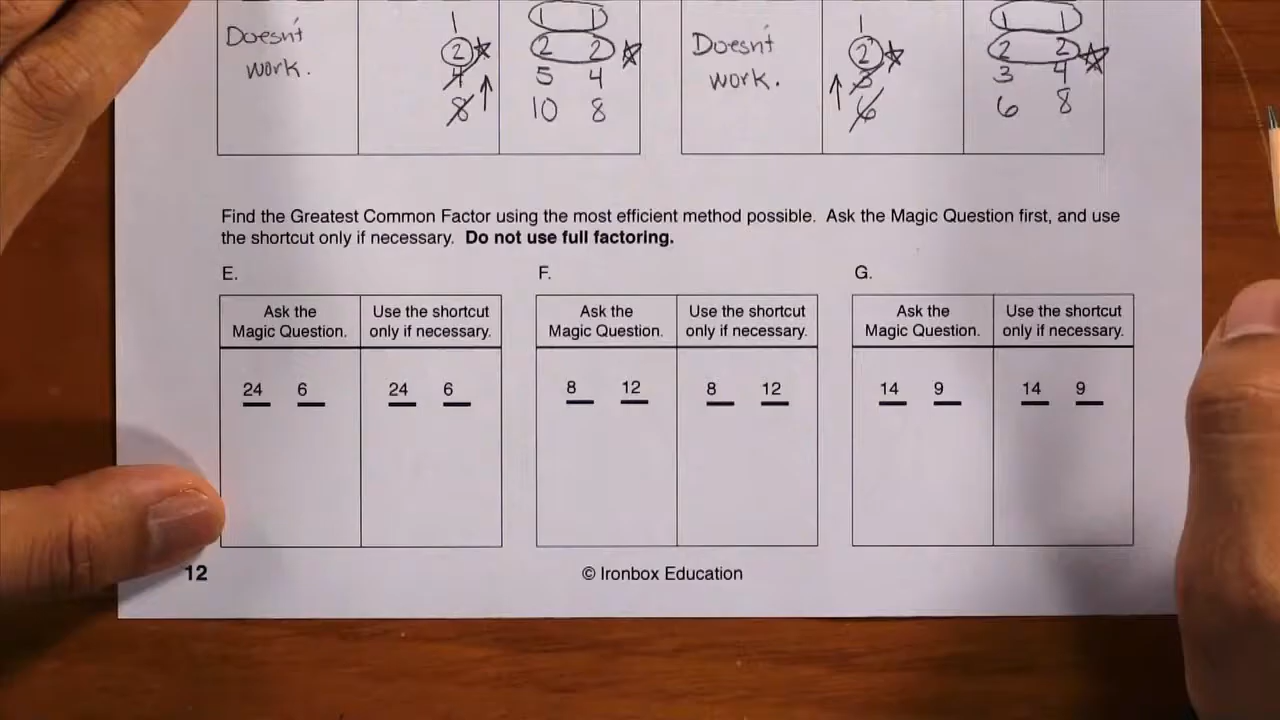 1 1 1 1 1 1
Doesn't 2 2 2 Doesn't 2 2 2
work. 4 5 4 work. 3 3 4
8 10 8 6 6 8
Find the Greatest Common Factor using the most efficient method possible. Ask the Magic Question first, and use
the shortcut only if necessary. Do not use full factoring.
E. F. G.
Ask the Use the shortcut Ask the Use the shortcut Ask the Use the shortcut
Magic Question. only if necessary. Magic Question. only if necessary. Magic Question. only if necessary.
24 6 24 6 8 12 8 12 14 9 14 9
12 © Ironbox Education